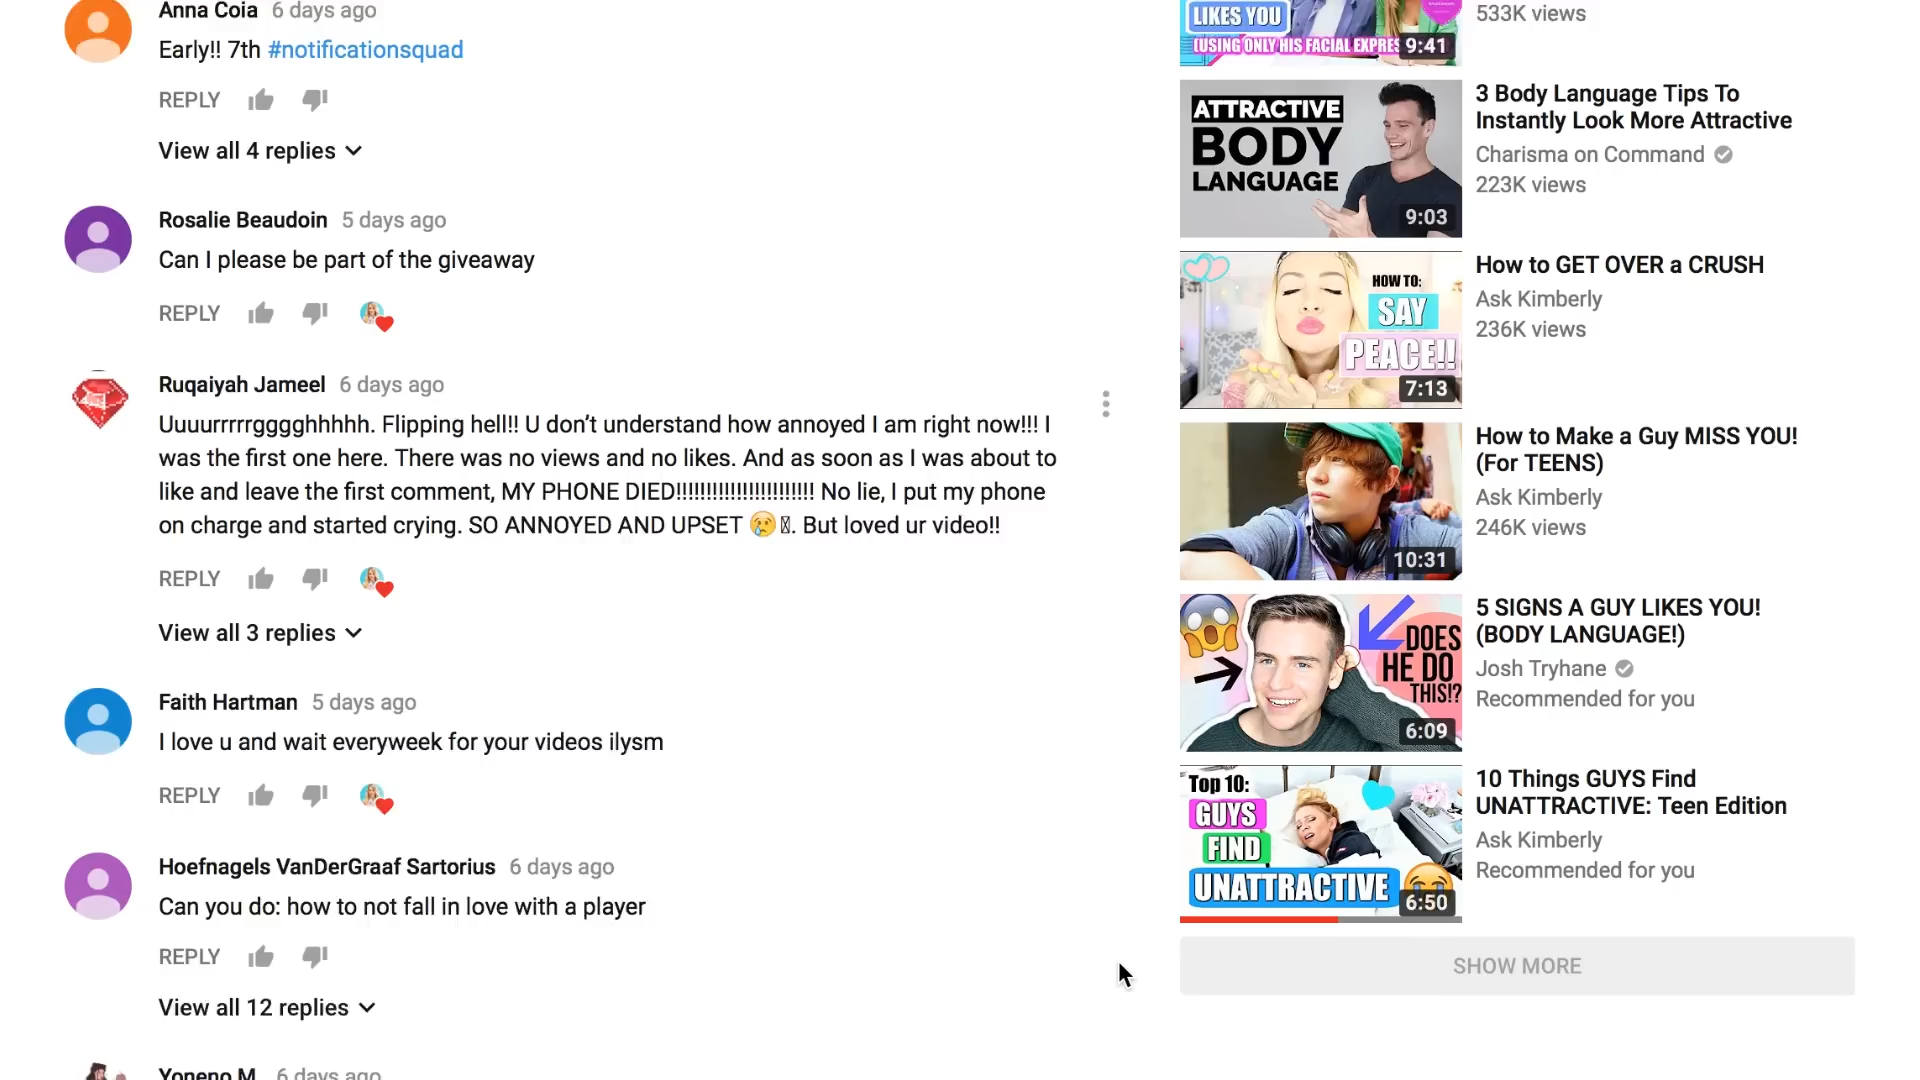 Anna Coia 6 days ago
Early!! 7th #notificationsquad
REPLY
View all 4 replies
Rosalie Beaudoin 5 days ago
Can I please be part of the giveaway
REPLY
Ruqaiyah Jameel 6 days ago
Uuuurrrrrgggghhhhh. Flipping hell!! U don’t understand how annoyed I am right now!!! I
was the first one here. There was no views and no likes. And as soon as I was about to
like and leave the first comment, MY PHONE DIED!!!!!!!!!!!!!!!!!!!!!!! No lie, I put my phone
on charge and started crying. SO ANNOYED AND UPSET 😢. But loved ur video!!
REPLY
View all 3 replies
Faith Hartman 5 days ago
I love u and wait everyweek for your videos ilysm
REPLY
Hoefnagels VanDerGraaf Sartorius 6 days ago
Can you do: how to not fall in love with a player
REPLY
View all 12 replies
Yoneno M 6 days ago
LIKES YOU
(USING ONLY HIS FACIAL EXPRES
9:41
533K views
ATTRACTIVE
BODY
LANGUAGE
9:03
3 Body Language Tips To
Instantly Look More Attractive
Charisma on Command
223K views
HOW TO:
SAY
PEACE!!
7:13
How to GET OVER a CRUSH
Ask Kimberly
236K views
10:31
How to Make a Guy MISS YOU!
(For TEENS)
Ask Kimberly
246K views
DOES
HE DO
THIS!?
6:09
5 SIGNS A GUY LIKES YOU!
(BODY LANGUAGE!)
Josh Tryhane
Recommended for you
Top 10:
GUYS
FIND
UNATTRACTIVE
6:50
10 Things GUYS Find
UNATTRACTIVE: Teen Edition
Ask Kimberly
Recommended for you
SHOW MORE